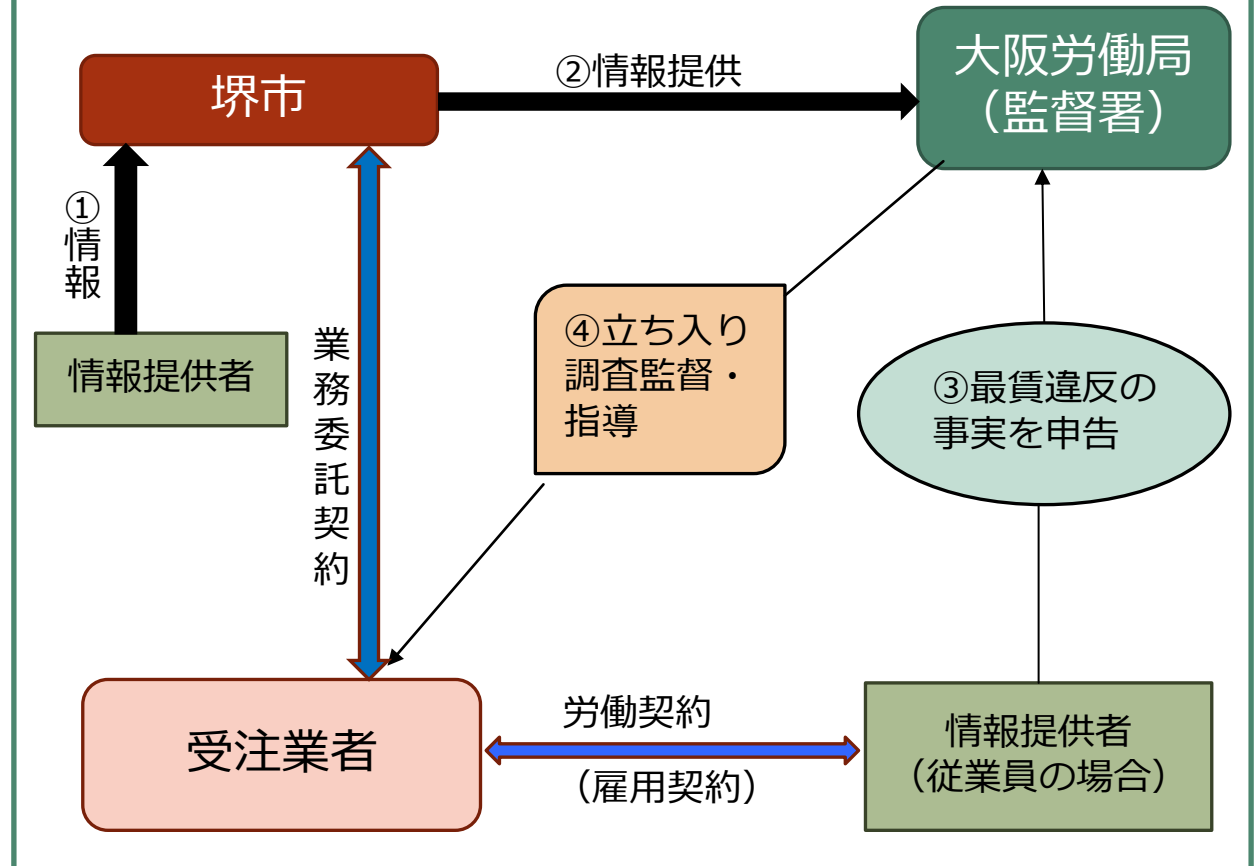 堺市
②情報提供
大阪労働局
（監督署）
①情報
情報提供者
業務委託契約
④立ち入り
調査監督・
指導
③最賃違反の
事実を申告
受注業者
労働契約
（雇用契約）
情報提供者
（従業員の場合）